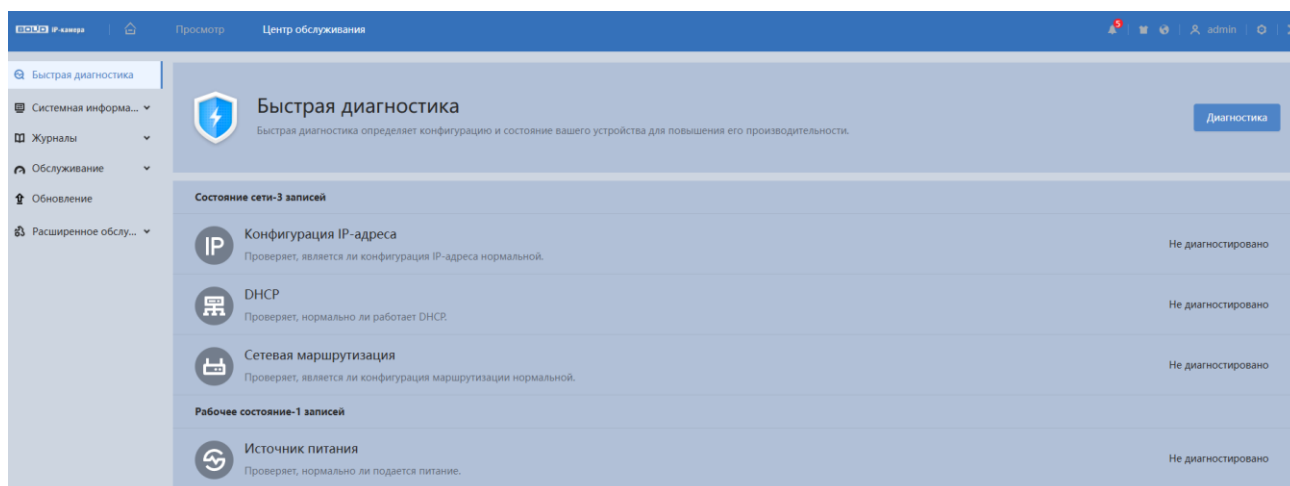 BOLID IP-камера
Просмотр
Центр обслуживания
5
admin
Быстрая диагностика
Системная информа...
Журналы
Обслуживание
Обновление
Расширенное обслу...
Быстрая диагностика
Быстрая диагностика определяет конфигурацию и состояние вашего устройства для повышения его производительности.
Диагностика
Состояние сети-3 записей
IP
Конфигурация IP-адреса
Проверяет, является ли конфигурация IP-адреса нормальной.
Не диагностировано
DHCP
Проверяет, нормально ли работает DHCP.
Не диагностировано
Сетевая маршрутизация
Проверяет, является ли конфигурация маршрутизации нормальной.
Не диагностировано
Рабочее состояние-1 записей
Источник питания
Проверяет, нормально ли подается питание.
Не диагностировано